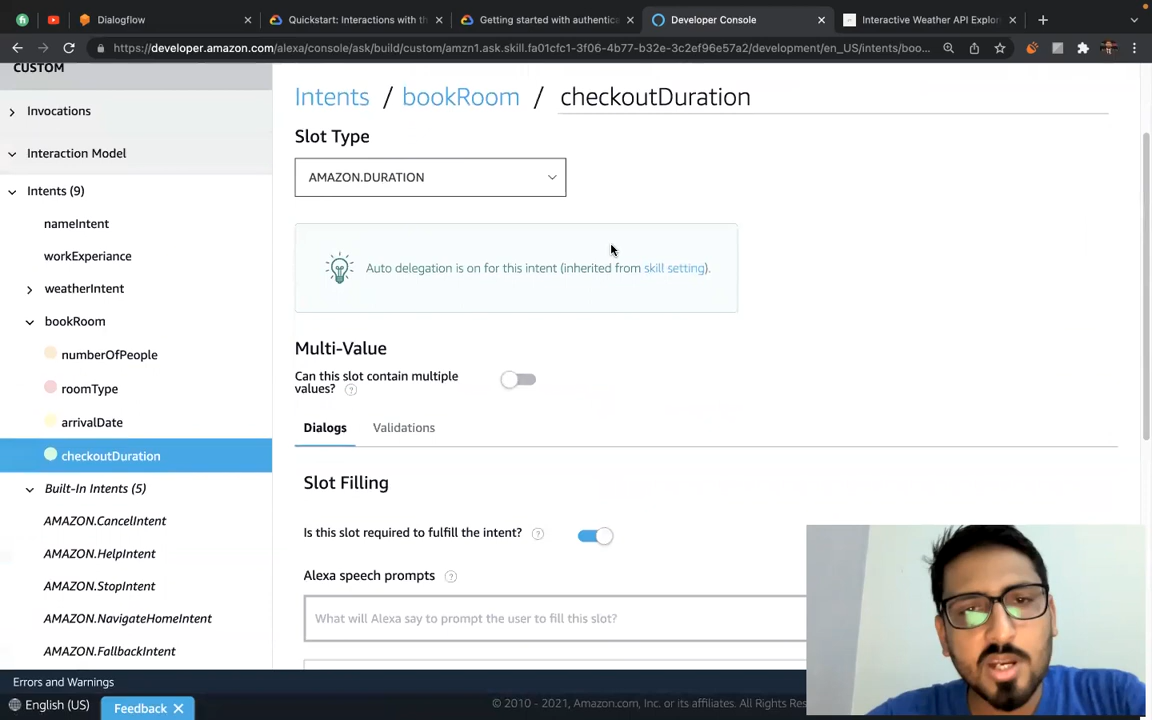 Dialogflow
Quickstart: Interactions with th
Getting started with authentic
Developer Console
Interactive Weather API Explor
https://developer.amazon.com/alexa/console/ask/build/custom/amzn1.ask.skill.fa01cfc1-3f06-4b77-b32e-3c2ef96e57a2/development/en_US/intents/boo...
CUSTOM
Invocations
Interaction Model
Intents (9)
nameIntent
workExperiance
weatherIntent
bookRoom
numberOfPeople
roomType
arrivalDate
checkoutDuration
Built-In Intents (5)
AMAZON.CancelIntent
AMAZON.HelpIntent
AMAZON.StopIntent
AMAZON.NavigateHomeIntent
AMAZON.FallbackIntent
Intents / bookRoom / checkoutDuration
Slot Type
AMAZON.DURATION
Auto delegation is on for this intent (inherited from skill setting).
Multi-Value
Can this slot contain multiple
values? ?
Dialogs Validations
Slot Filling
Is this slot required to fulfill the intent? ?
Alexa speech prompts ?
What will Alexa say to prompt the user to fill this slot?
Errors and Warnings
English (US)
Feedback
© 2010 - 2021, Amazon.com, Inc. or its affiliates. All Rights Res